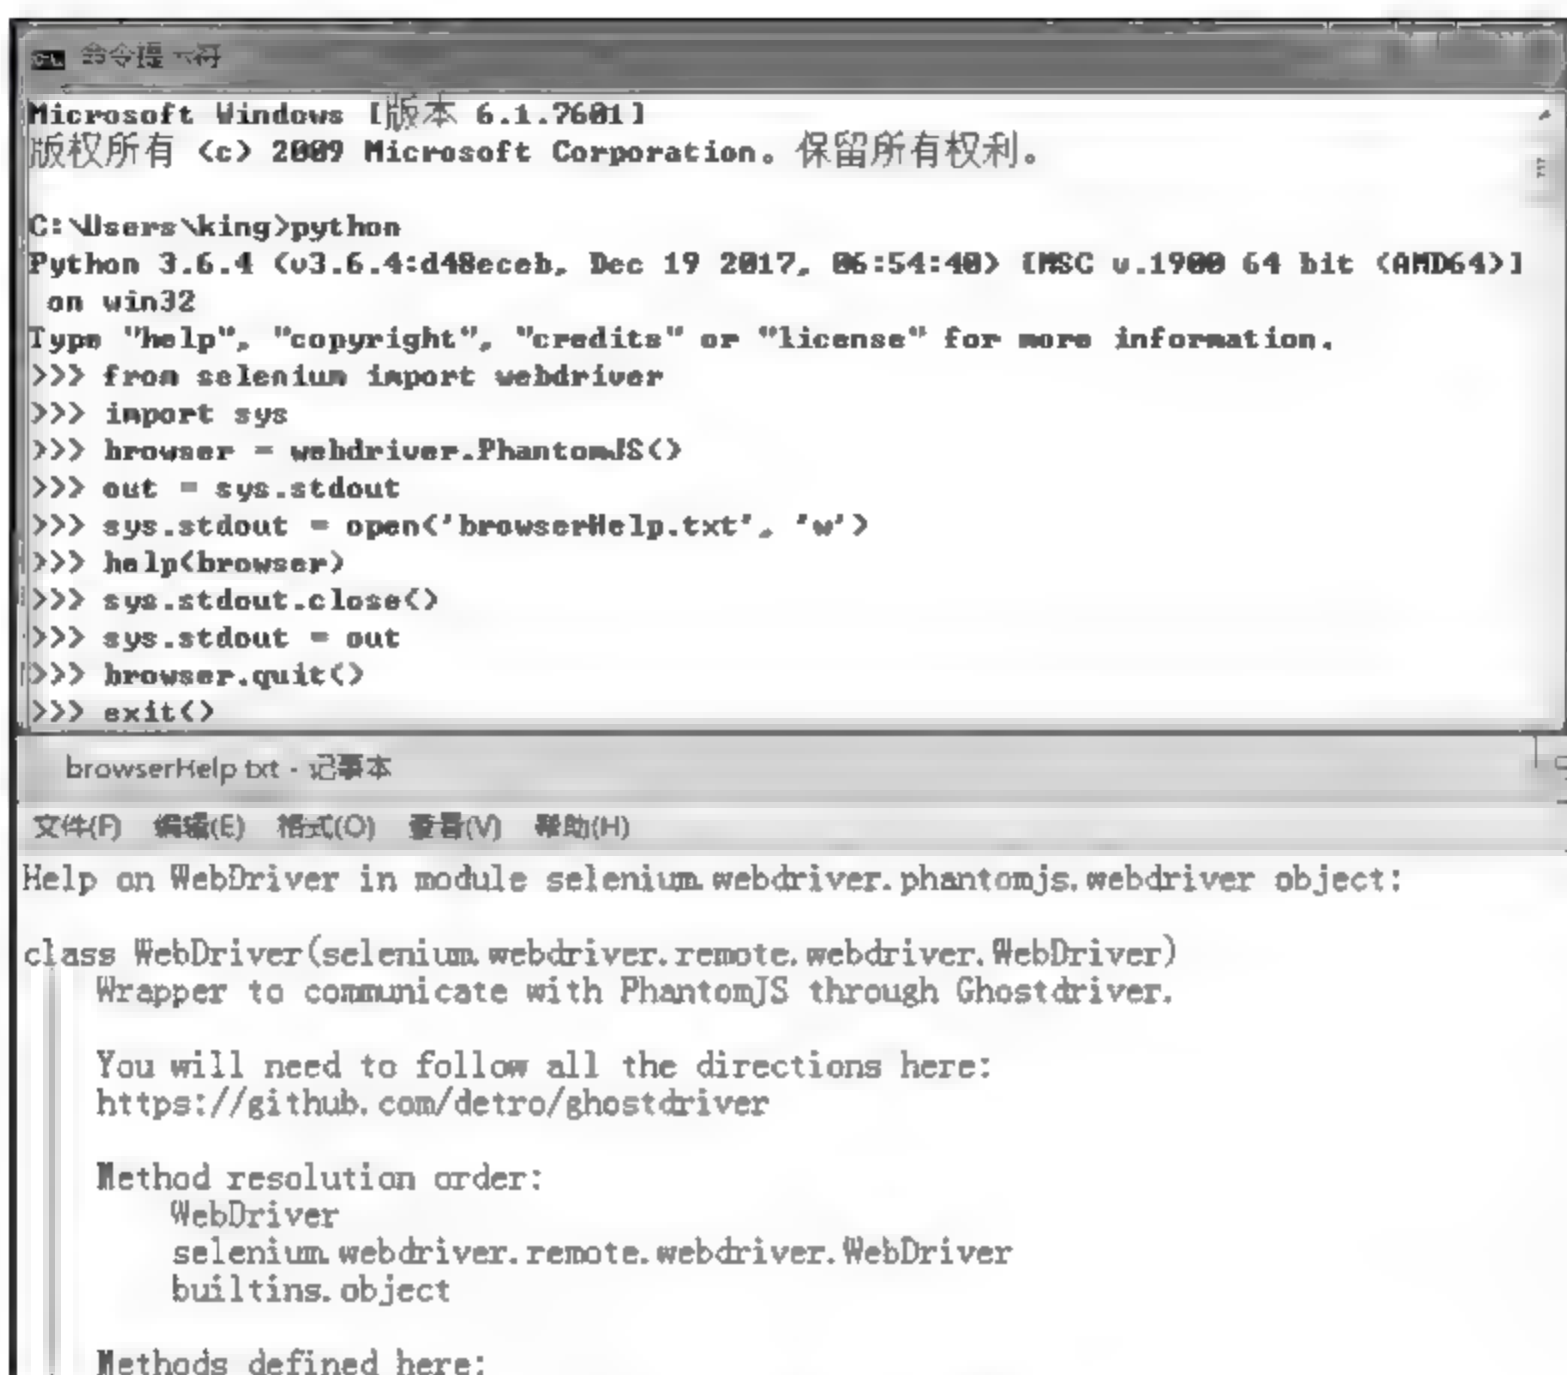 命令提示符
Microsoft Windows [版本 6.1.7601]
版权所有 (c) 2009 Microsoft Corporation。保留所有权利。
C:\Users\king>python
Python 3.6.4 (v3.6.4:d48eceb, Dec 19 2017, 06:54:40) [MSC v.1900 64 bit (AMD64)]
on win32
Type "help", "copyright", "credits" or "license" for more information.
>>> from selenium import webdriver
>>> import sys
>>> browser = webdriver.PhantomJS()
>>> out = sys.stdout
>>> sys.stdout = open('browserHelp.txt', 'w')
>>> help(browser)
>>> sys.stdout.close()
>>> sys.stdout = out
>>> browser.quit()
>>> exit()
browserHelp.txt - 记事本
文件(F) 编辑(E) 格式(O) 查看(V) 帮助(H)
Help on WebDriver in module selenium.webdriver.phantomjs.webdriver object:
class WebDriver(selenium.webdriver.remote.webdriver.WebDriver)
Wrapper to communicate with PhantomJS through Ghostdriver.
You will need to follow all the directions here:
https://github.com/detro/ghostdriver
Method resolution order:
WebDriver
selenium.webdriver.remote.webdriver.WebDriver
builtins.object
Methods defined here: